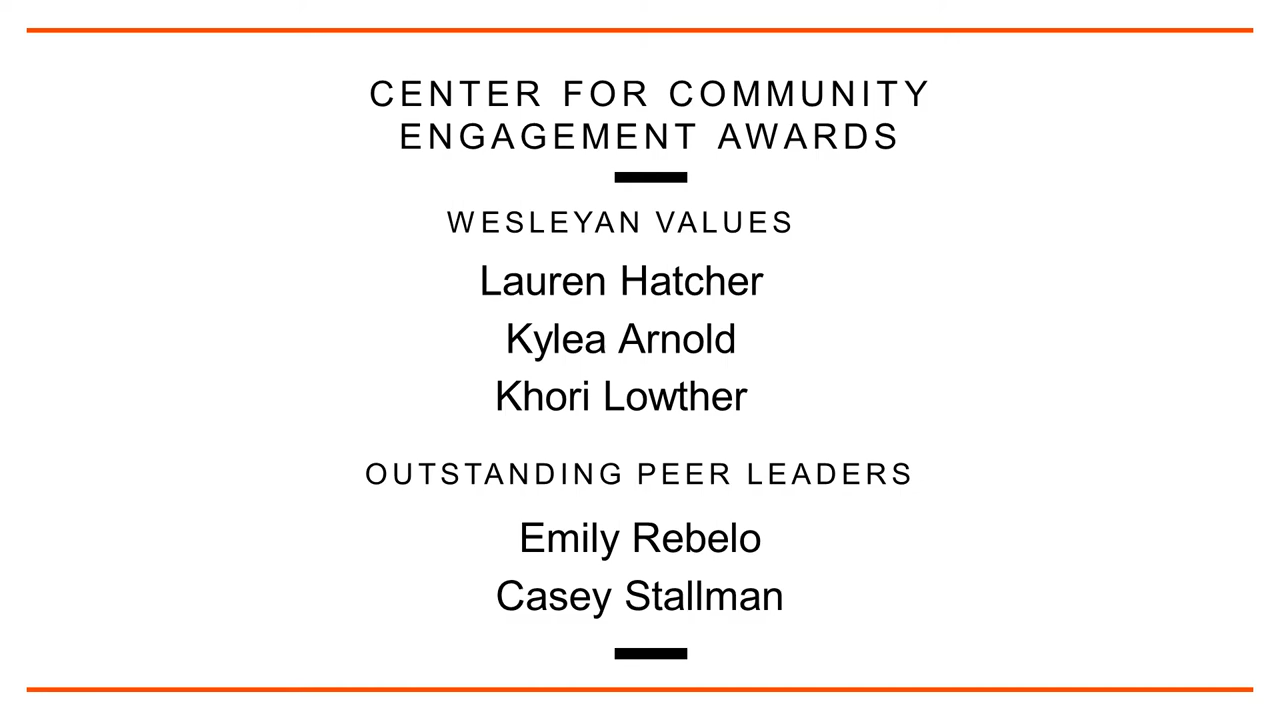 CENTER FOR COMMUNITY
ENGAGEMENT AWARDS
WESLEYAN VALUES
Lauren Hatcher
Kylea Arnold
Khori Lowther
OUTSTANDING PEER LEADERS
Emily Rebelo
Casey Stallman